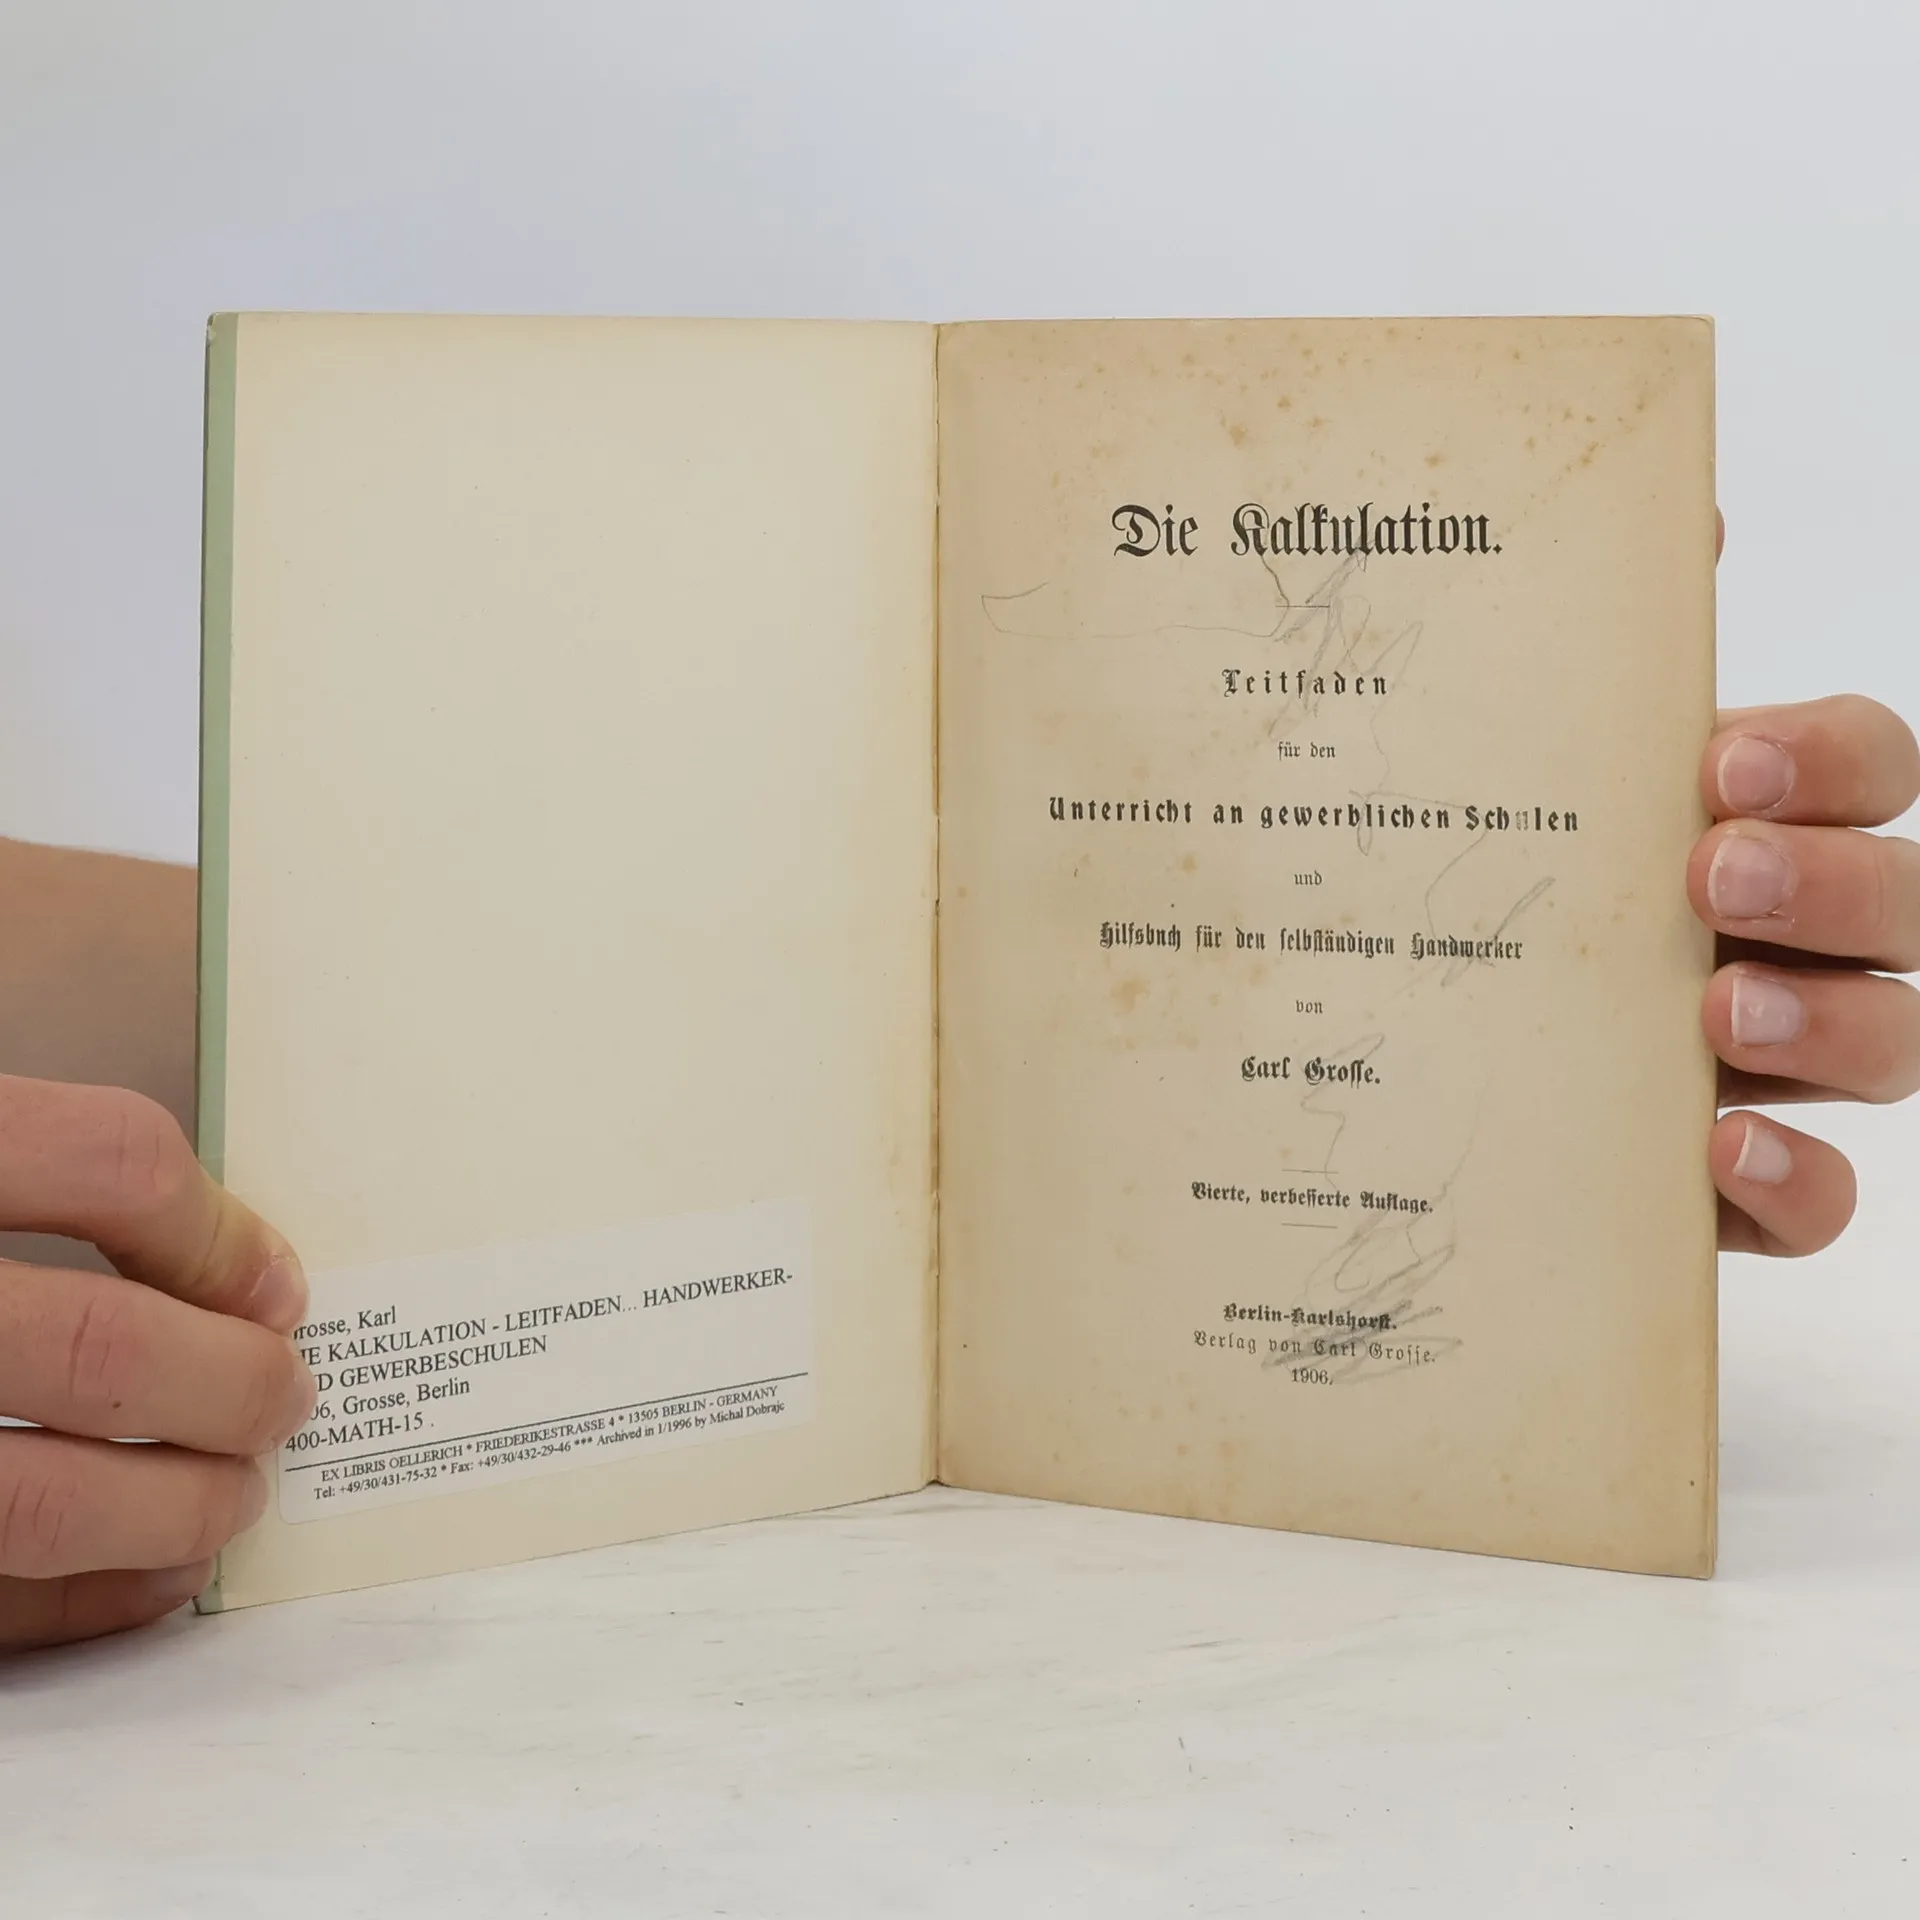 rosse, Karl
IE KALKULATION - LEITFADEN... HANDWERKER-
D GEWERBESCHULEN
06, Grosse, Berlin
400-MATH-15 .
EX LIBRIS OELLERICH * FRIEDERIKESTRASSE 4 * 13505 BERLIN - GERMANY
Tel: +49/30/431-75-32 * Fax: +49/30/432-29-46 *** Archived in 1/1996 by Michal Dobrajc
Die Kalkulation.
Leitfaden
für den
Unterricht an gewerblichen Schulen
und
Hilfsbuch für den selbständigen Handwerker
von
Carl Grosse.
Vierte, verbesserte Auflage.
Berlin-Karlshorst.
Verlag von Carl Grosse.
1906.